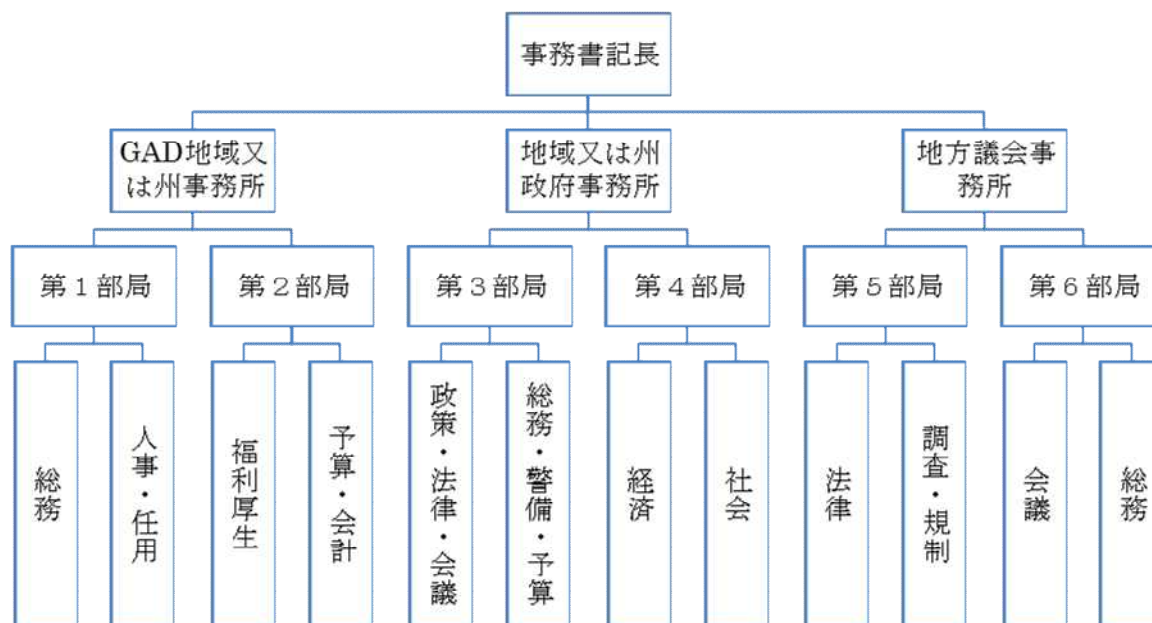 事務書記長
GAD地域又
は州事務所
地域又は州
政府事務所
地方議会事
務所
第１部局
第２部局
第３部局
第４部局
第５部局
第６部局
総務
人事・任用
福利厚生
予算・会計
政策・法律・会議
総務・警備・予算
経済
社会
法律
調査・規制
会議
総務